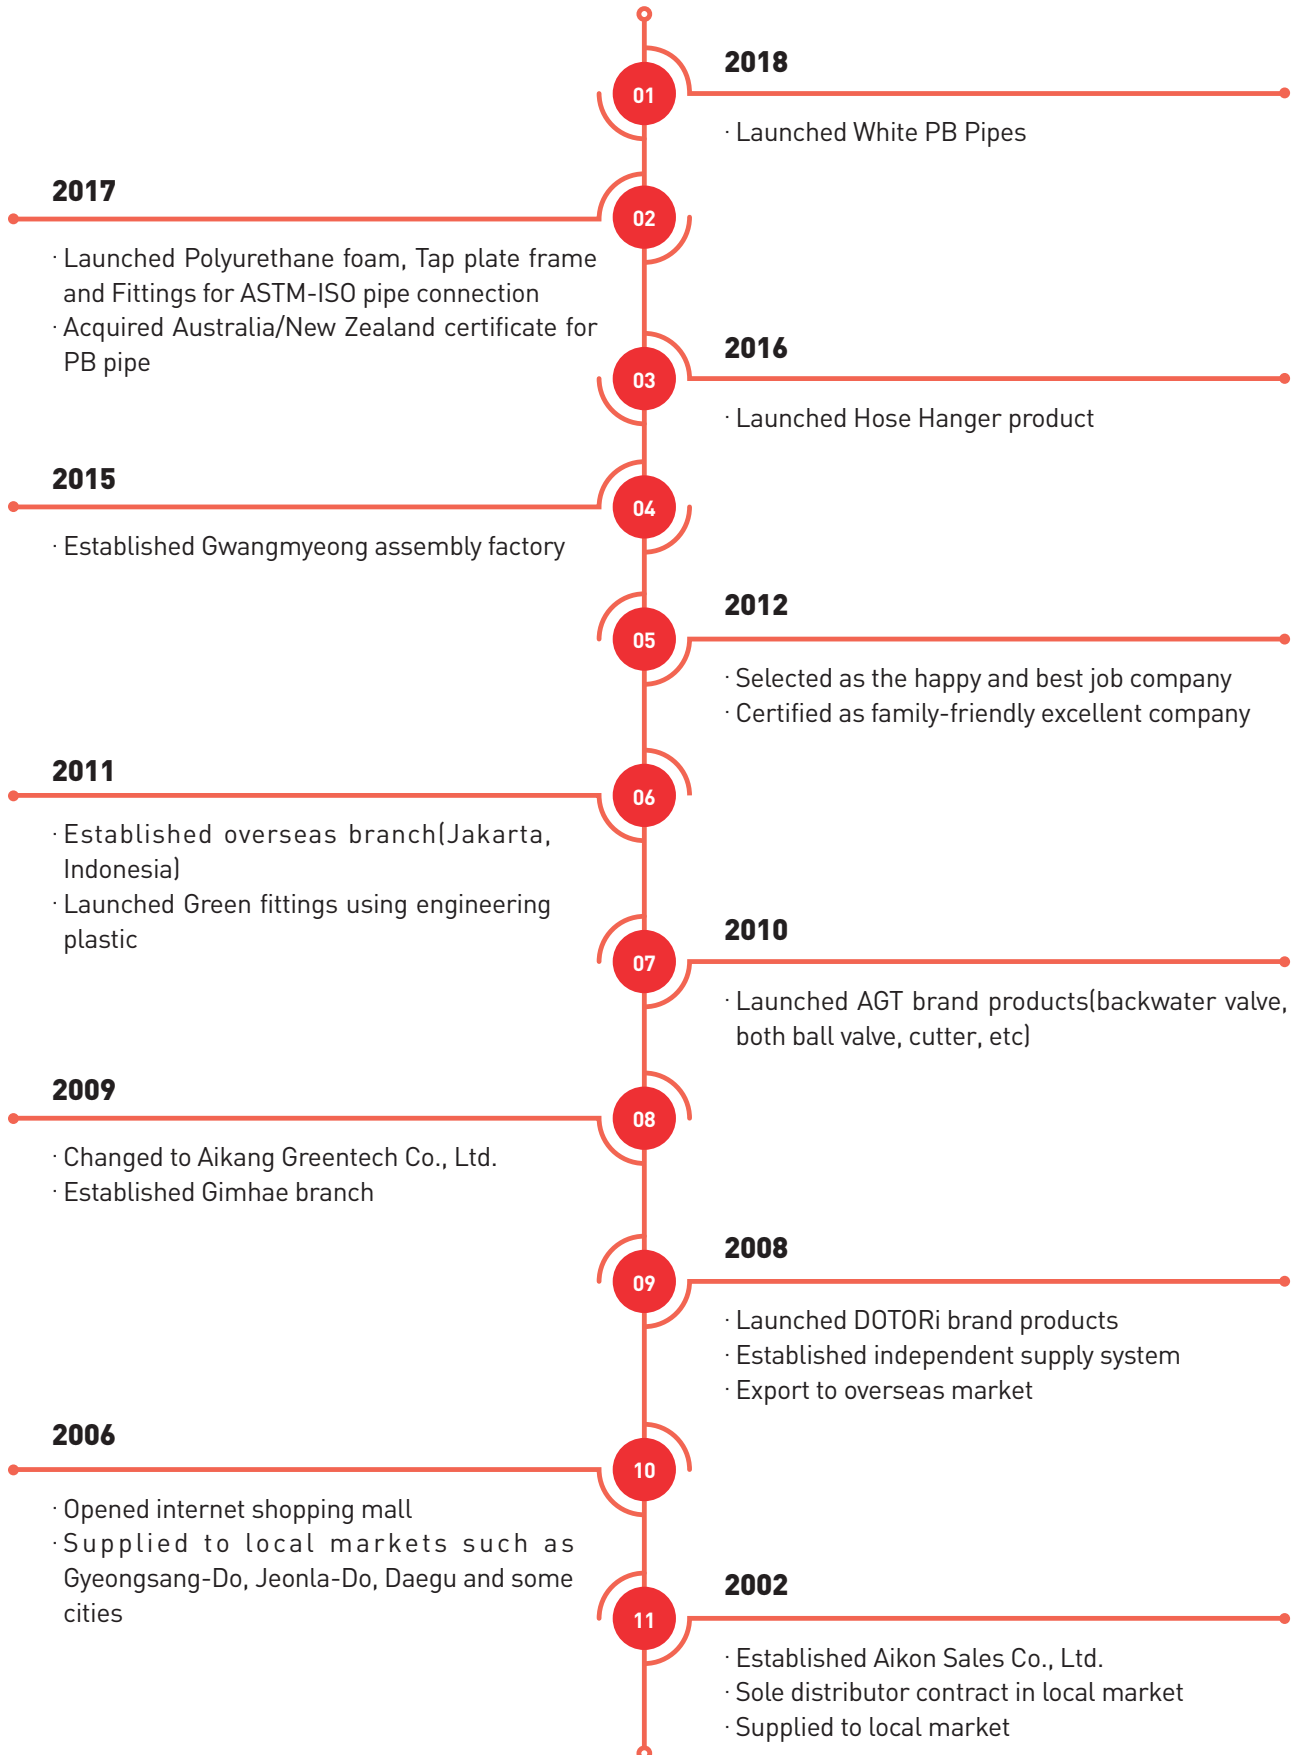 01
2018
· Launched White PB Pipes
2017
02
· Launched Polyurethane foam, Tap plate frame
and Fittings for ASTM-ISO pipe connection
· Acquired Australia/New Zealand certificate for
PB pipe
2016
03
· Launched Hose Hanger product
2015
04
· Established Gwangmyeong assembly factory
2012
05
· Selected as the happy and best job company
· Certified as family-friendly excellent company
2011
06
· Established overseas branch(Jakarta,
Indonesia)
· Launched Green fittings using engineering
plastic
2010
07
· Launched AGT brand products(backwater valve,
both ball valve, cutter, etc)
2009
08
· Changed to Aikang Greentech Co., Ltd.
· Established Gimhae branch
2008
09
· Launched DOTORi brand products
· Established independent supply system
· Export to overseas market
2006
10
· Opened internet shopping mall
· Supplied to local markets such as
Gyeongsang-Do, Jeonla-Do, Daegu and some
cities
2002
11
· Established Aikon Sales Co., Ltd.
· Sole distributor contract in local market
· Supplied to local market